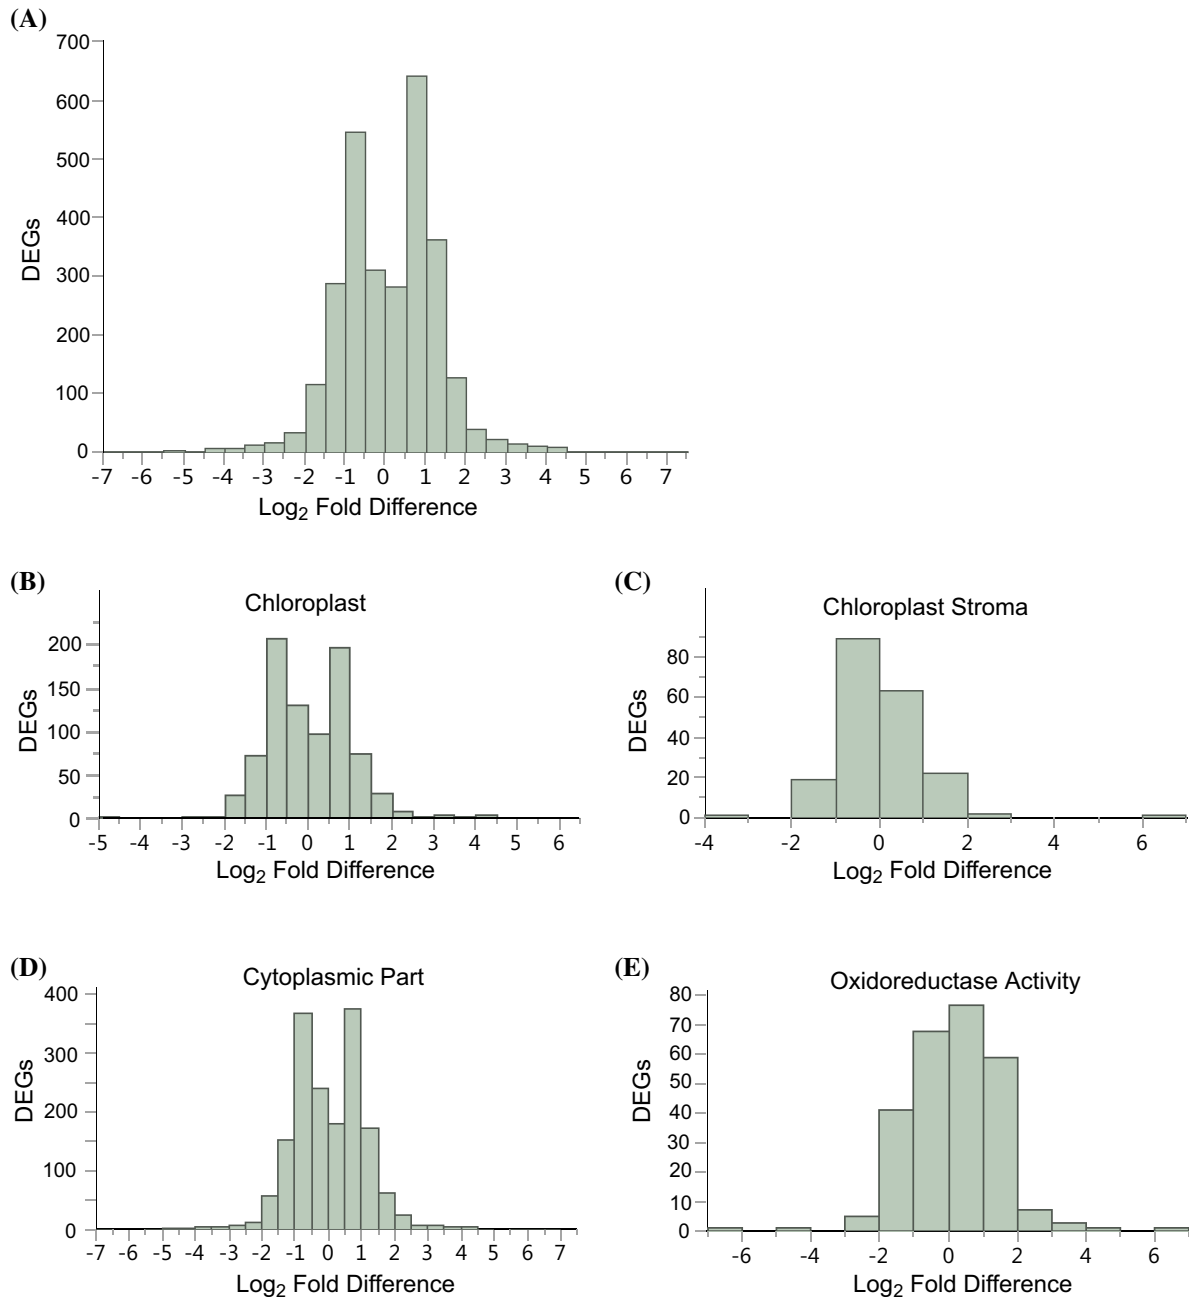 (A)
700
600
500
400
300
200
100
0
DEGs
-7 -6 -5 -4 -3 -2 -1 0 1 2 3 4 5 6 7
Log2 Fold Difference
(B)
Chloroplast
200
150
100
50
0
DEGs
-5 -4 -3 -2 -1 0 1 2 3 4 5 6
Log2 Fold Difference
(C)
Chloroplast Stroma
80
60
40
20
0
DEGs
-4 -2 0 2 4 6
Log2 Fold Difference
(D)
Cytoplasmic Part
400
300
200
100
0
DEGs
-7 -6 -5 -4 -3 -2 -1 0 1 2 3 4 5 6 7
Log2 Fold Difference
(E)
Oxidoreductase Activity
80
70
60
50
40
30
20
10
0
DEGs
-6 -4 -2 0 2 4 6
Log2 Fold Difference